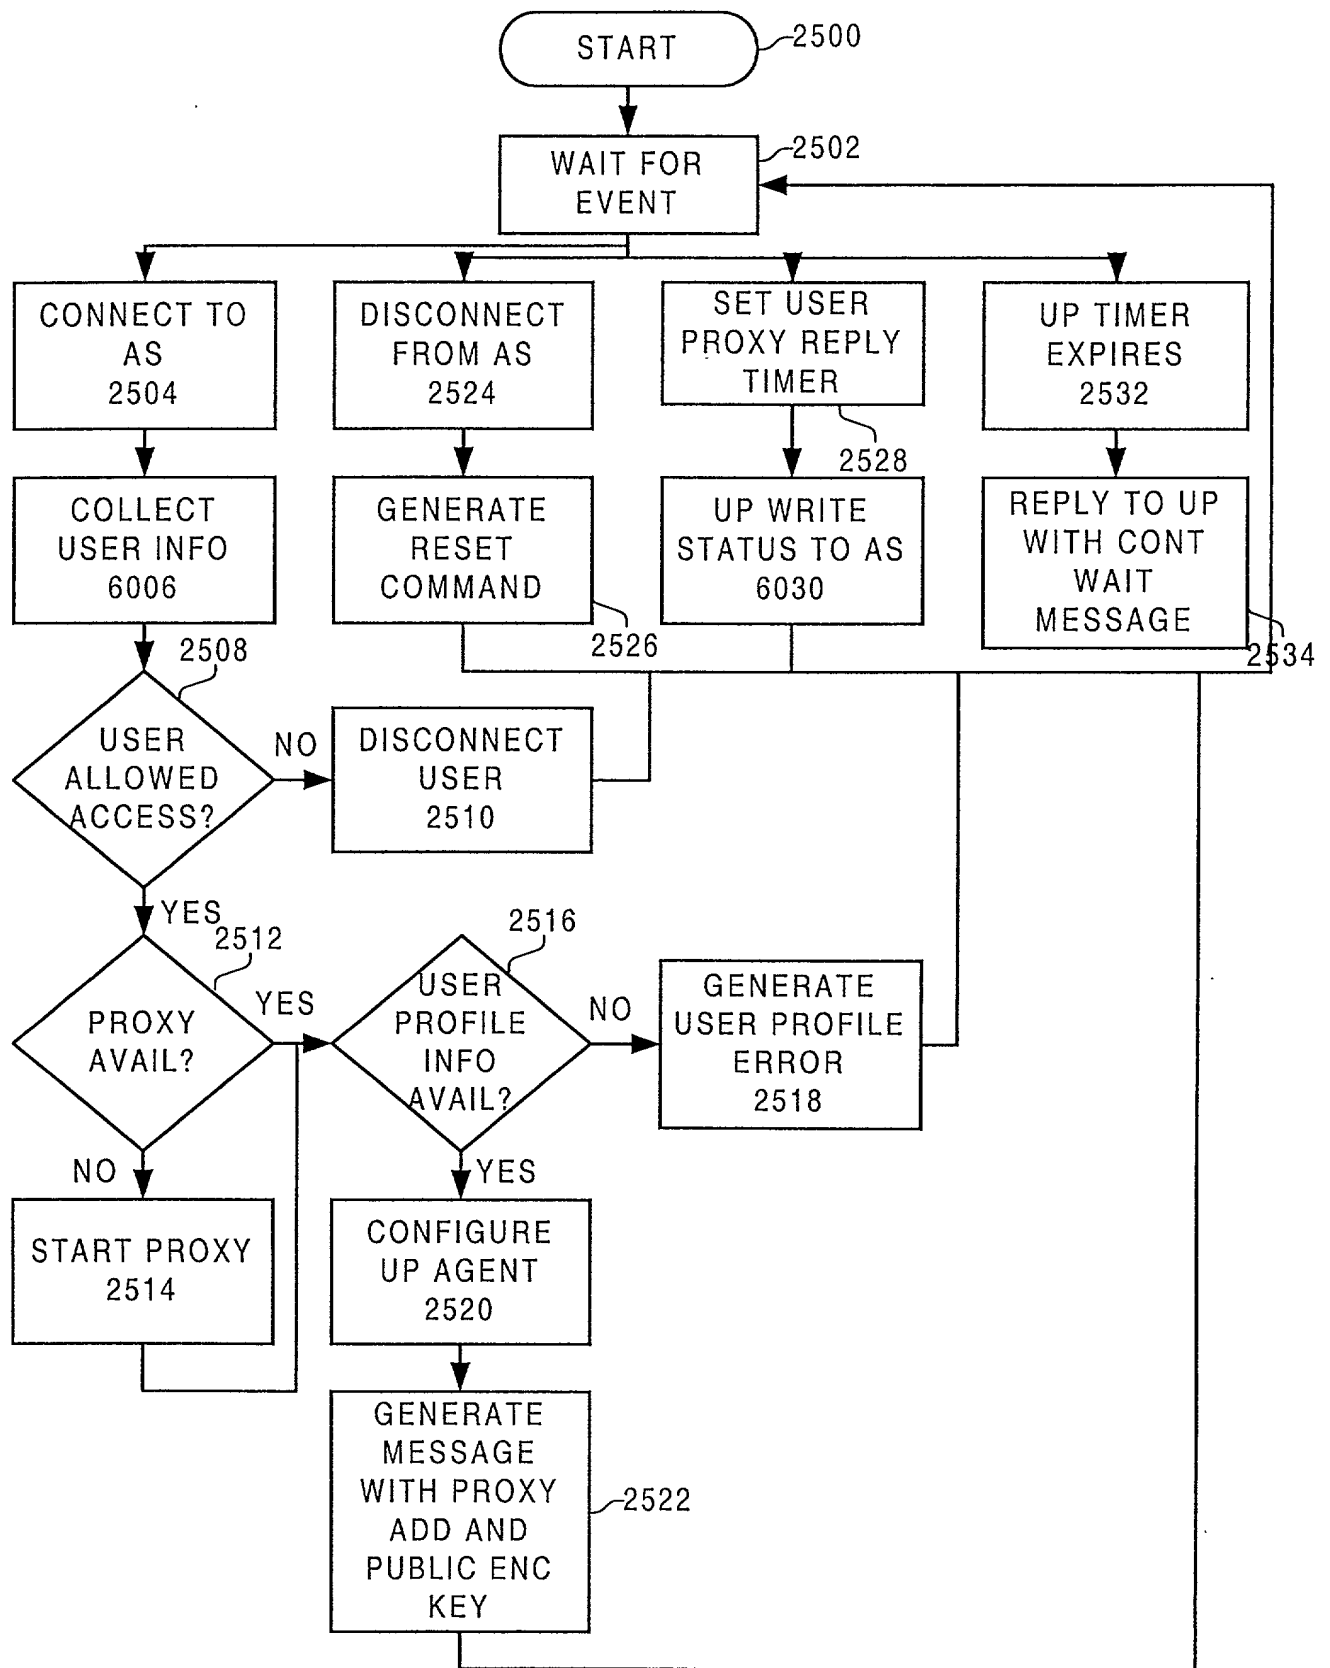 START
2500
WAIT FOR
EVENT
2502
CONNECT TO
AS
2504
DISCONNECT
FROM AS
2524
SET USER
PROXY REPLY
TIMER
2528
UP TIMER
EXPIRES
2532
COLLECT
USER INFO
6006
GENERATE
RESET
COMMAND
2526
UP WRITE
STATUS TO AS
6030
REPLY TO UP
WITH CONT
WAIT
MESSAGE
2534
2508
USER
ALLOWED
ACCESS?
NO
DISCONNECT
USER
2510
YES
2512
PROXY
AVAIL?
YES
2516
USER
PROFILE
INFO
AVAIL?
NO
GENERATE
USER PROFILE
ERROR
2518
NO
START PROXY
2514
YES
CONFIGURE
UP AGENT
2520
GENERATE
MESSAGE
WITH PROXY
ADD AND
PUBLIC ENC
KEY
2522